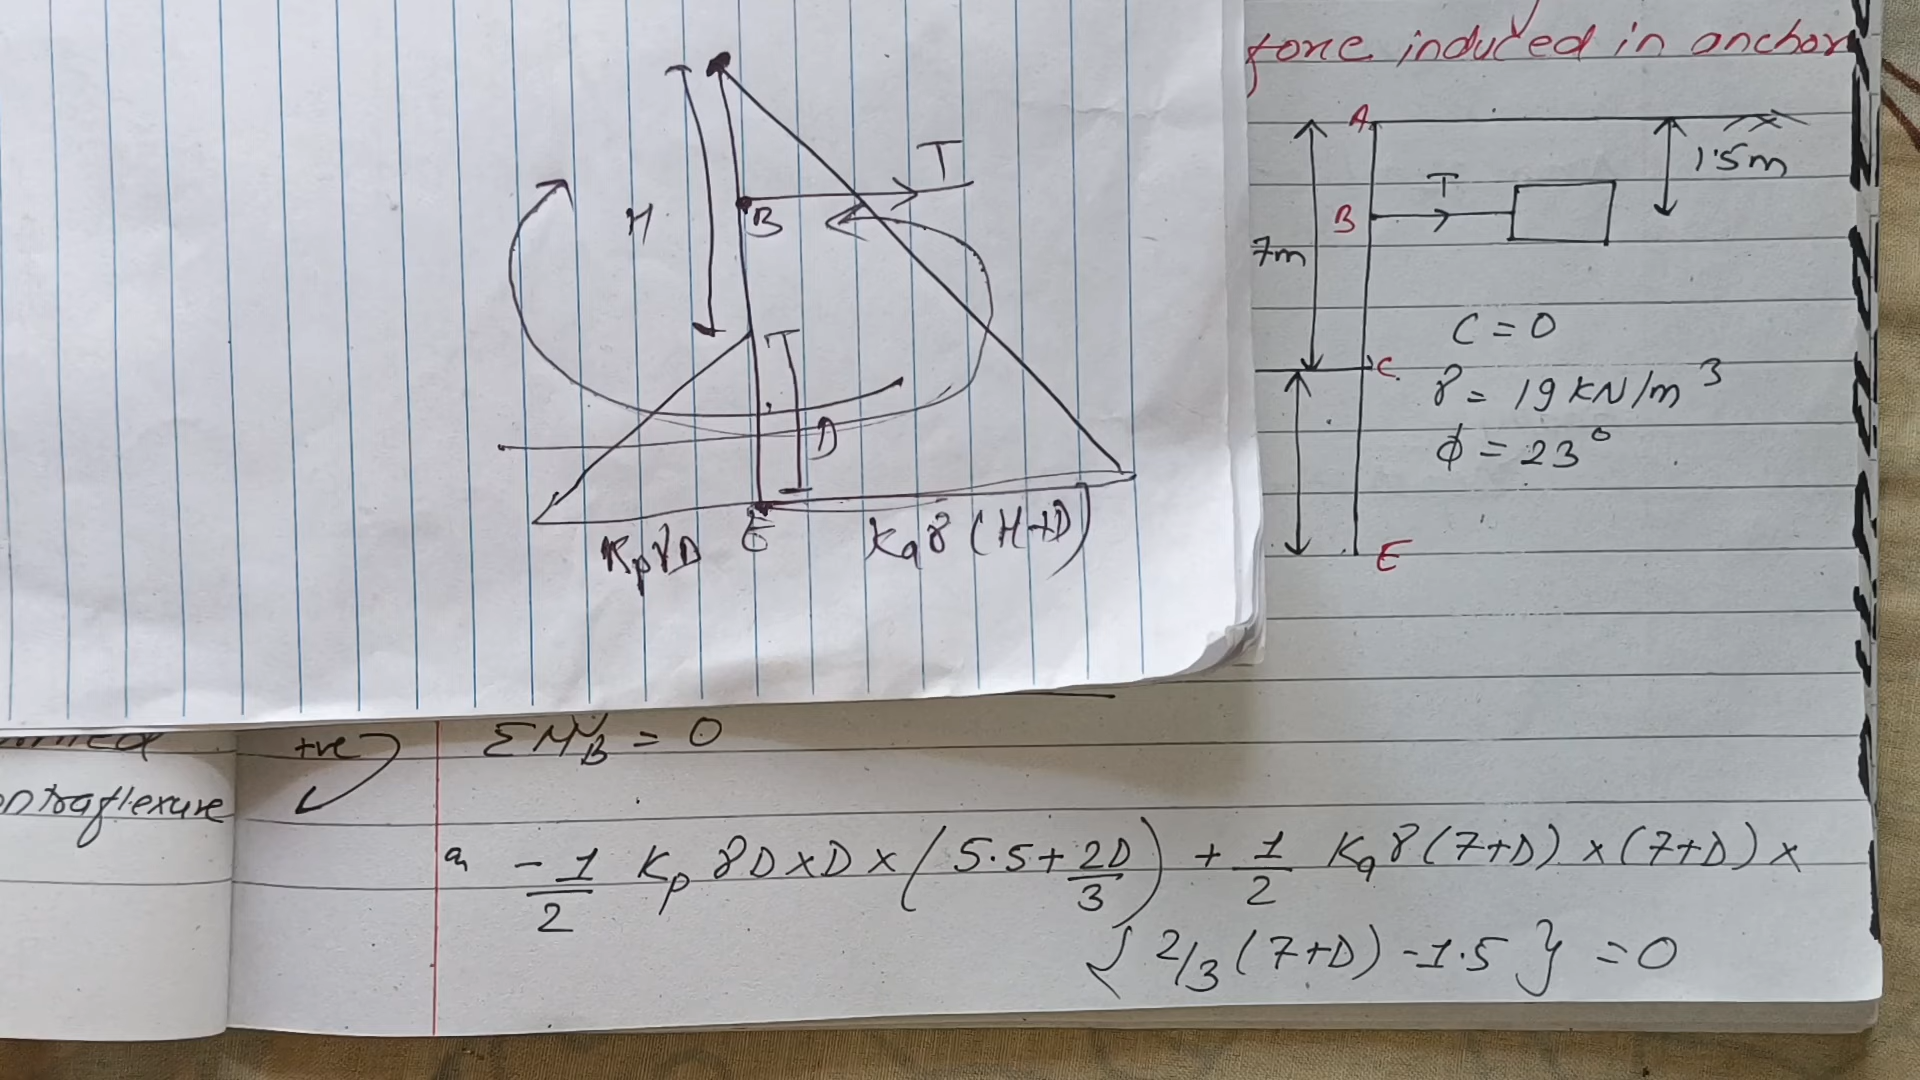 force induced in anchor
A
1.5m
T
B
7m
C = 0
C
γ = 19 KN/m³
φ = 23°
E
T
B
H
D
KpγD
E
Kaγ(H+D)
+ve
ΣMB = 0
ontraflexure
- 1/2 Kp γD×D×(5.5+2D/3) + 1/2 Kaγ(7+D)×(7+D)×
{2/3(7+D) -1.5} = 0